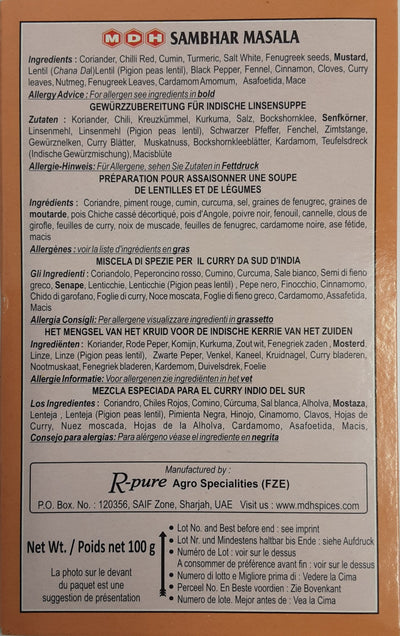 MDH SAMBHAR MASALA
Ingredients : Coriander, Chilli Red, Cumin, Turmeric, Salt White, Fenugreek seeds, Mustard,
Lentil (Chana Dal)Lentil (Pigion peas lentil), Black Pepper, Fennel, Cinnamon, Cloves, Curry
leaves, Nutmeg, Fenugreek Leaves, Cardamom Amomum, Asafoetida, Mace
Allergy Advice : For allergen see ingredients in bold
GEWÜRZZUBEREITUNG FÜR INDISCHE LINSENSUPPE
Zutaten : Koriander, Chili, Kreuzkümmel, Kurkuma, Salz, Bockshornklee, Senfkörner,
Linsenmehl, Linsenmehl (Pigion peas lentil), Schwarzer Pfeffer, Fenchel, Zimtstange,
Gewürznelken, Curry Blätter, Muskatnuss, Bockshornkleeblätter, Kardamom, Teufelsdreck
(Indische Gewürzmischung), Macisblüte
Allergie-Hinweis: Für Allergene, sehen Sie Zutaten in Fettdruck
PRÉPARATION POUR ASSAISONNER UNE SOUPE
DE LENTILLES ET DE LÉGUMES
Ingrédients : Coriandre, piment rouge, cumin, curcuma, sel, graines de fenugrec, graines de
moutarde, pois Chiche cassé décortiqué, pois d'Angole, poivre noir, fenouil, cannelle, clous de
girofle, feuilles de curry, noix de muscade, feuilles de fenugrec, cardamome noire, ase fétide,
macis
Allergènes : voir la liste d'ingrédients en gras
MISCELA DI SPEZIE PER IL CURRY DA SUD D'INDIA
Gli Ingredienti : Coriandolo, Peperoncino rosso, Cumino, Curcuma, Sale bianco, Semi di fieno
greco, Senape, Lenticchie, Lenticchie (Pigion peas lentil) , Pepe nero, Finocchio, Cinnamomo,
Chido di garofano, Foglie di curry, Noce moscata, Foglie di fieno greco, Cardamomo, Assafetida,
Macis
Allergia Consigli: Per allergene visualizzare ingredienti in grassetto
HET MENGSEL VAN HET KRUID VOOR DE INDISCHE KERRIE VAN HET ZUIDEN
Ingrediënten : Koriander, Rode Peper, Komijn, Kurkuma, Zout wit, Fenegriek zaden , Mosterd,
Linze, Linze (Pigion peas lentil), Zwarte Peper, Venkel, Kaneel, Kruidnagel, Curry bladeren,
Nootmuskaat, Fenegriek bladeren, Kardemom, Duivelsdrek, Foelie
Allergie Informatie: Voor allergenen zie ingrediënten in het vet
MEZCLA ESPECIADA PARA EL CURRY INDIO DEL SUR
Los Ingredientes : Coriandro, Chiles Rojos, Comino, Cúrcuma, Sal blanca, Alholva, Mostaza,
Lenteja , Lenteja (Pigion peas lentil), Pimienta Negra, Hinojo, Cinamomo, Clavos, Hojas de
Curry, Nuez moscada, Hojas de la Alholva, Cardamo, Asafoetida, Macis,
Consejo para alergias: Para alérgeno véase el ingrediente en negrita
Manufactured by :
R-pure Agro Specialities (FZE)
P.O. Box. No. : 120356, SAIF Zone, Sharjah, UAE Visit us : www.mdhspices.com
Net Wt. / Poids net 100 g
La photo sur le devant
du paquet est une
suggestion de présentation
• Lot No. and Best before end : see imprint
• Lot Nr. und Mindestens haltbar bis Ende : siehe Aufdruck
• Numéro de Lot : voir sur le dessus
A consommer de préférence avant fin : voir sur le dessus
• Numero di lotto e Migliore prima di : Vedere la Cima
• Perceel No. En Beste voordien : Zie Bovenkant
• Numero de lote. Mejor antes de : Vea la Cima